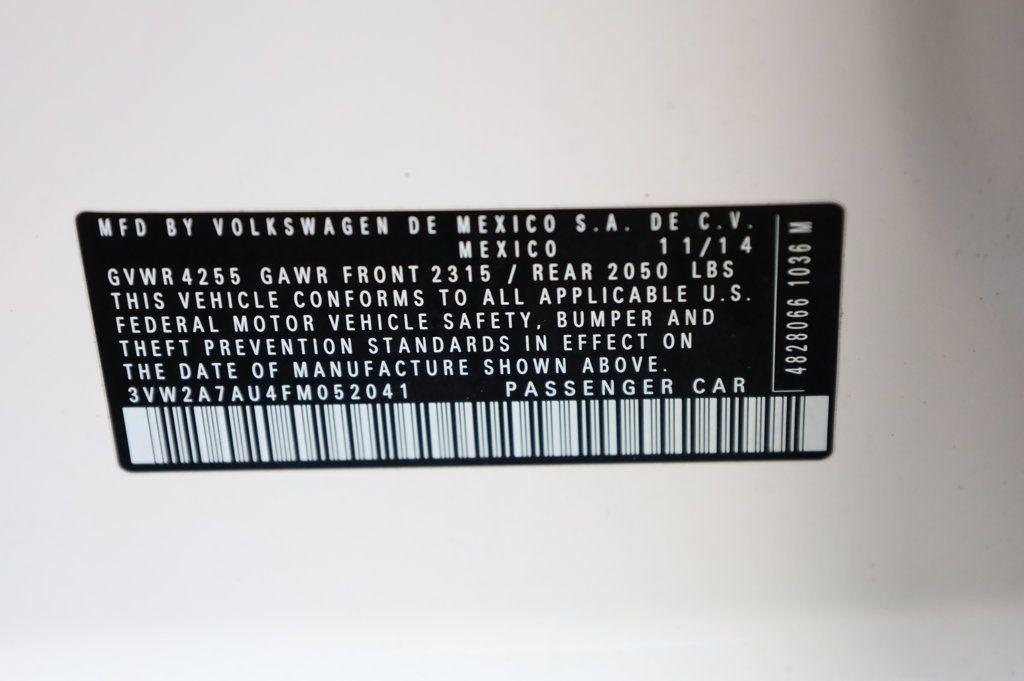 MFD BY VOLKSWAGEN DE MEXICO S.A. DE C.V.
MEXICO 11/14
GVWR 4255 GAWR FRONT 2315 / REAR 2050 LBS
THIS VEHICLE CONFORMS TO ALL APPLICABLE U.S.
FEDERAL MOTOR VEHICLE SAFETY, BUMPER AND
THEFT PREVENTION STANDARDS IN EFFECT ON
THE DATE OF MANUFACTURE SHOWN ABOVE.
3VW2A7AU4FM052041 PASSENGER CAR
4828066 1036 M